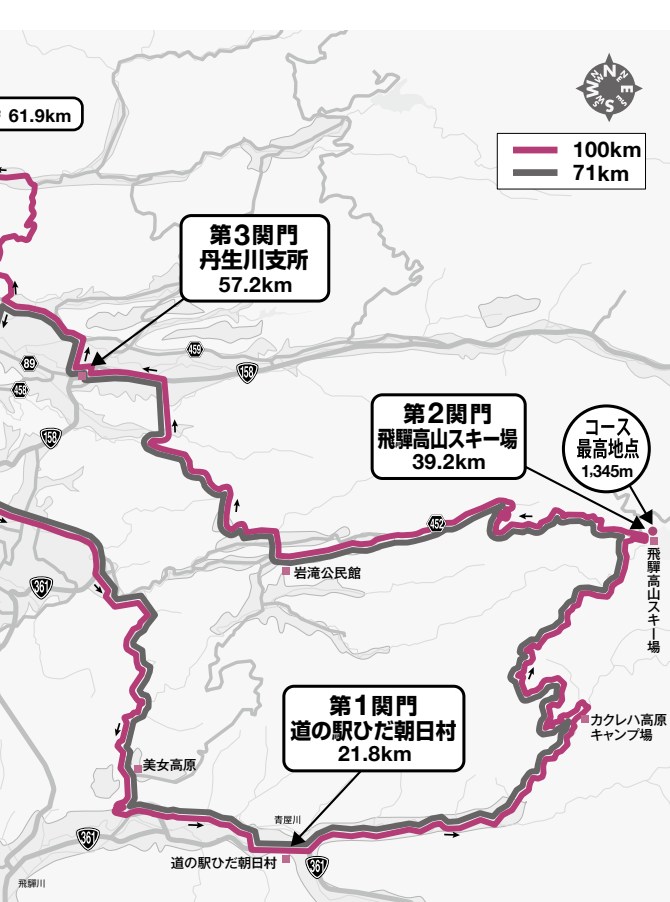 61.9km
N
E
S
W
100km
71km
第3関門
丹生川支所
57.2km
459
158
89
458
158
第2関門
飛騨高山スキー場
39.2km
コース
最高地点
1,345m
452
飛騨高山スキー場
岩滝公民館
361
第1関門
道の駅ひだ朝日村
21.8km
カクレハ高原
キャンプ場
美女高原
青屋川
361
道の駅ひだ朝日村
361
飛騨川